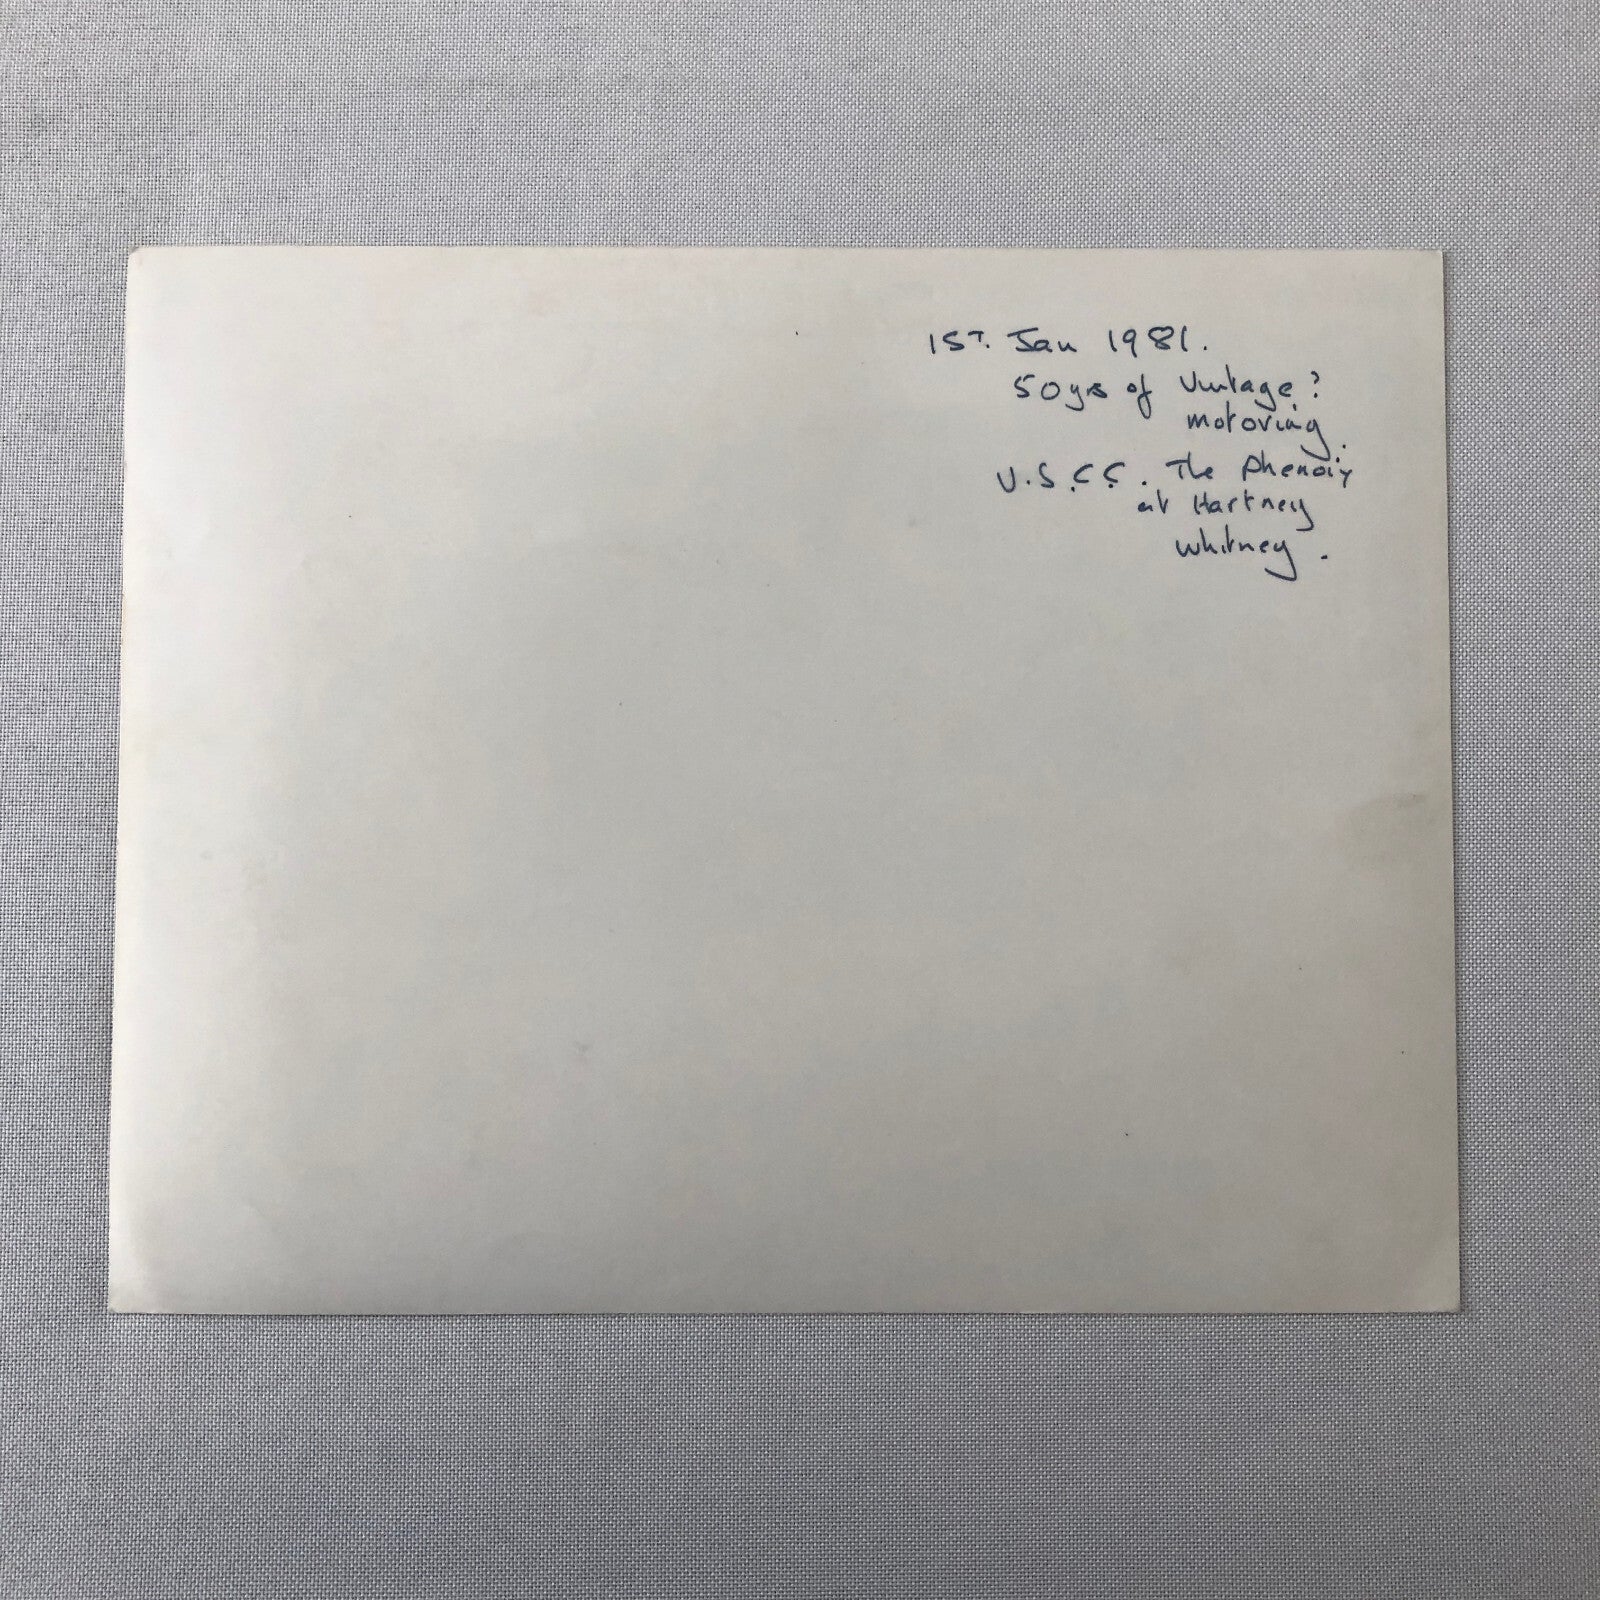 1ST. Jan 1981.
50yrs of Vintage?
motoring.
V.S.C.C. The Phenoix
at Hartney
Whitney.